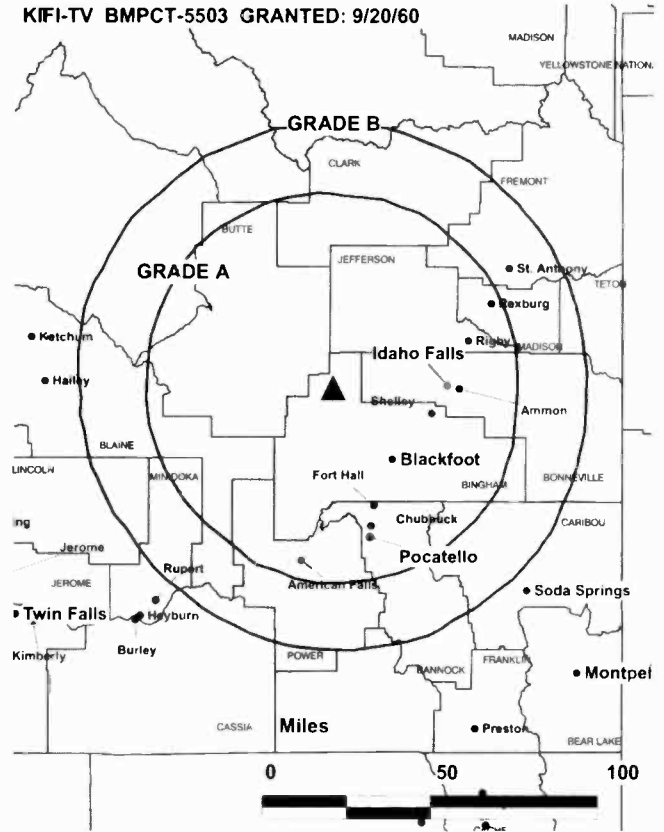 KIFI-TV BMPCT-5503 GRANTED: 9/20/60
MADISON
YELLOWSTONE NATION
GRADE B
CLARK
FREMONT
BUTTE
JEFFERSON
GRADE A
St. Anthony
TETON
Rexburg
Ketchum
Rigby
MADISON
Idaho Falls
Hailey
Shelley
Ammon
BLAINE
Blackfoot
LINCOLN
MINIDOKA
Fort Hall
BINGHAM
BONNEVILLE
ing
Chubbuck
CARIBOU
Jerome
Pocatello
Rupert
JEROME
American Falls
Soda Springs
Twin Falls
Heyburn
Kimberly
Burley
POWER
FRANKLIN
BANNOCK
Montpel
CASSIA
Miles
Preston
BEAR LAKE
0 50 100
CACHE